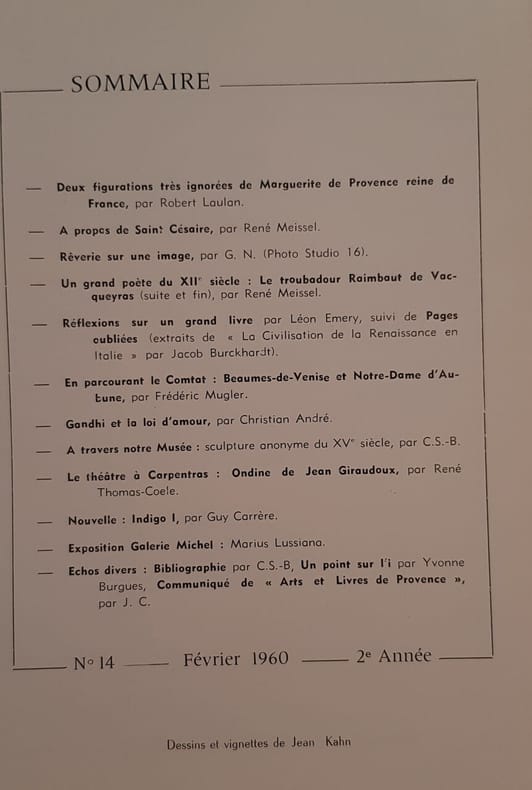 SOMMAIRE
— Deux figurations très ignorées de Marguerite de Provence reine de
France, par Robert Laulan.
— A propos de Saint Césaire, par René Meissel.
— Rêverie sur une image, par G. N. (Photo Studio 16).
— Un grand poète du XIIe siècle : Le troubadour Raimbaut de Vac-
queyras (suite et fin), par René Meissel.
— Réflexions sur un grand livre par Léon Emery, suivi de Pages
oubliées (extraits de « La Civilisation de la Renaissance en
Italie » par Jacob Burckhardt).
— En parcourant le Comtat : Beaumes-de-Venise et Notre-Dame d'Au-
bune, par Frédéric Mugler.
— Gandhi et la loi d'amour, par Christian André.
— A travers notre Musée : sculpture anonyme du XVe siècle, par C.S.-B.
— Le théâtre à Carpentras : Ondine de Jean Giraudoux, par René
Thomas-Coele.
— Nouvelle : Indigo I, par Guy Carrère.
— Exposition Galerie Michel : Marius Lussiana.
— Echos divers : Bibliographie par C.S.-B, Un point sur l'i par Yvonne
Burgues, Communiqué de « Arts et Livres de Provence »,
par J. C.
No 14 — Février 1960 — 2e Année
Dessins et vignettes de Jean Kahn